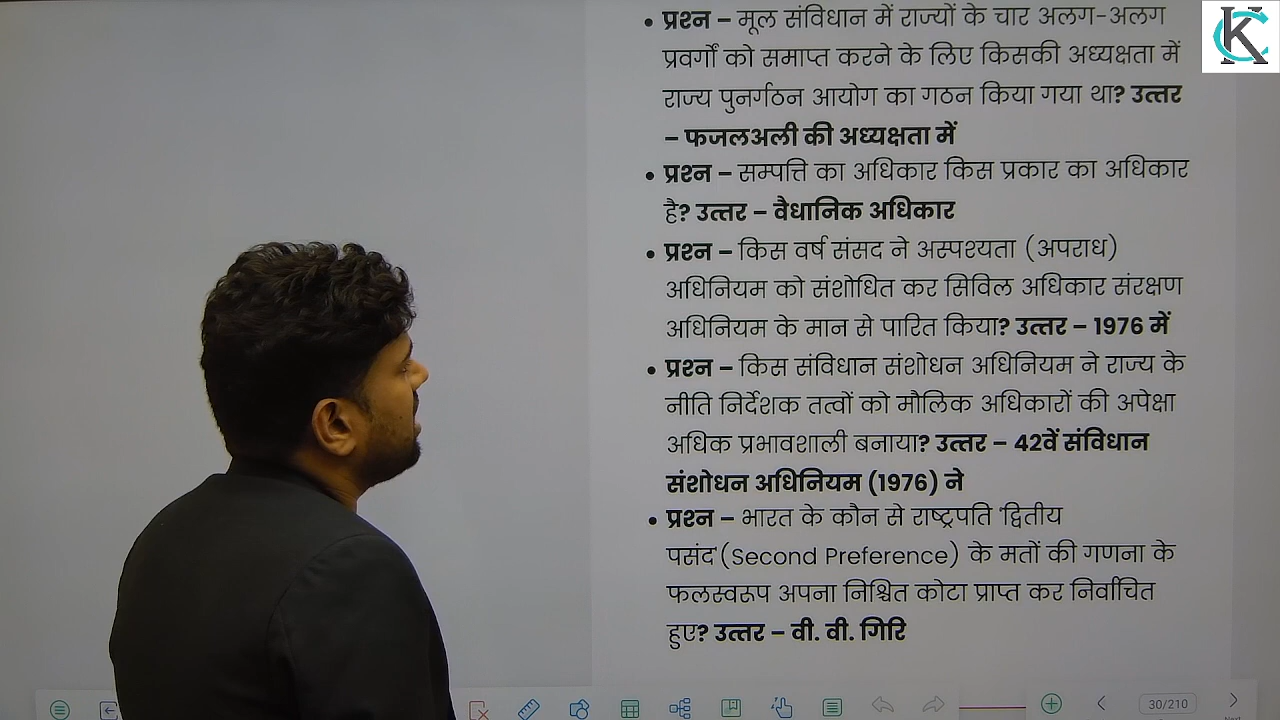 KC
• प्रश्न – मूल संविधान में राज्यों के चार अलग-अलग
प्रवर्गों को समाप्त करने के लिए किसकी अध्यक्षता में
राज्य पुनर्गठन आयोग का गठन किया गया था? उत्तर
– फजलअली की अध्यक्षता में
• प्रश्न – सम्पत्ति का अधिकार किस प्रकार का अधिकार
है? उत्तर – वैधानिक अधिकार
• प्रश्न – किस वर्ष संसद ने अस्पश्यता (अपराध)
अधिनियम को संशोधित कर सिविल अधिकार संरक्षण
अधिनियम के मान से पारित किया? उत्तर – 1976 में
• प्रश्न – किस संविधान संशोधन अधिनियम ने राज्य के
नीति निर्देशक तत्वों को मौलिक अधिकारों की अपेक्षा
अधिक प्रभावशाली बनाया? उत्तर – 42वें संविधान
संशोधन अधिनियम (1976) ने
• प्रश्न – भारत के कौन से राष्ट्रपति 'द्वितीय
पसंद'(Second Preference) के मतों की गणना के
फलस्वरूप अपना निश्चित कोटा प्राप्त कर निर्वाचित
हुए? उत्तर – वी. वी. गिरि
30/210
Next